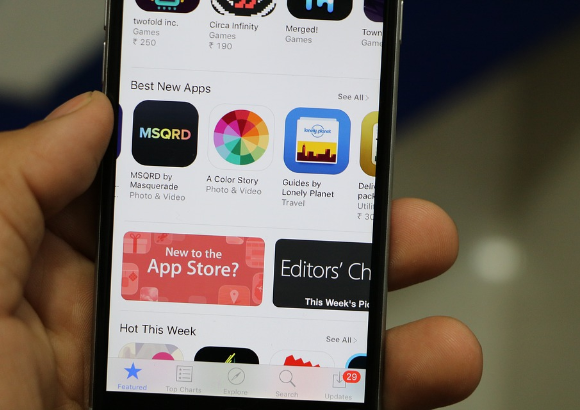 twofold inc.
Games
₹ 250
Circa Infinity
Games
₹ 190
Merged!
Games
Town
Game
Best New Apps
See All >
MSQRD
lonely planet
MSQRD by
Masquerade
Photo & Video
A Color Story
Photo & Video
Guides by
Lonely Planet
Travel
Delic
pack
Utilit
₹ 30
New to the
App Store?
Editors' Ch
This Week's Pic
Hot This Week
See All >
29
Featured
Top Charts
Explore
Search
Updates